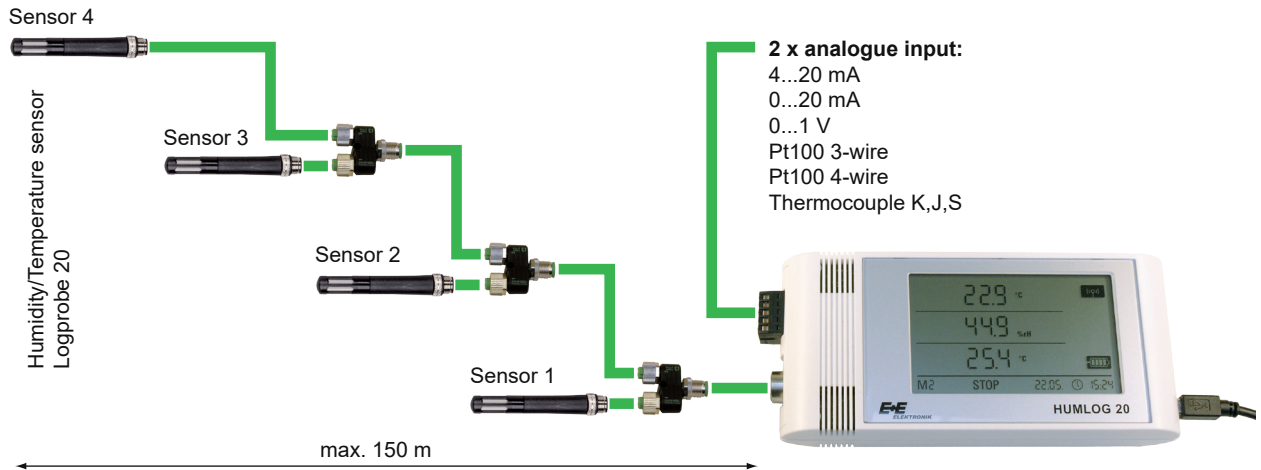 Sensor 4
Sensor 3
Sensor 2
Sensor 1
Humidity/Temperature sensor
Logprobe 20
max. 150 m
2 x analogue input:
4...20 mA
0...20 mA
0...1 V
Pt100 3-wire
Pt100 4-wire
Thermocouple K,J,S
22.9 °C
44.9 %rH
25.4 °C
M2 STOP 22.05. 15:24
E+E
ELEKTRONIK
HUMLOG 20